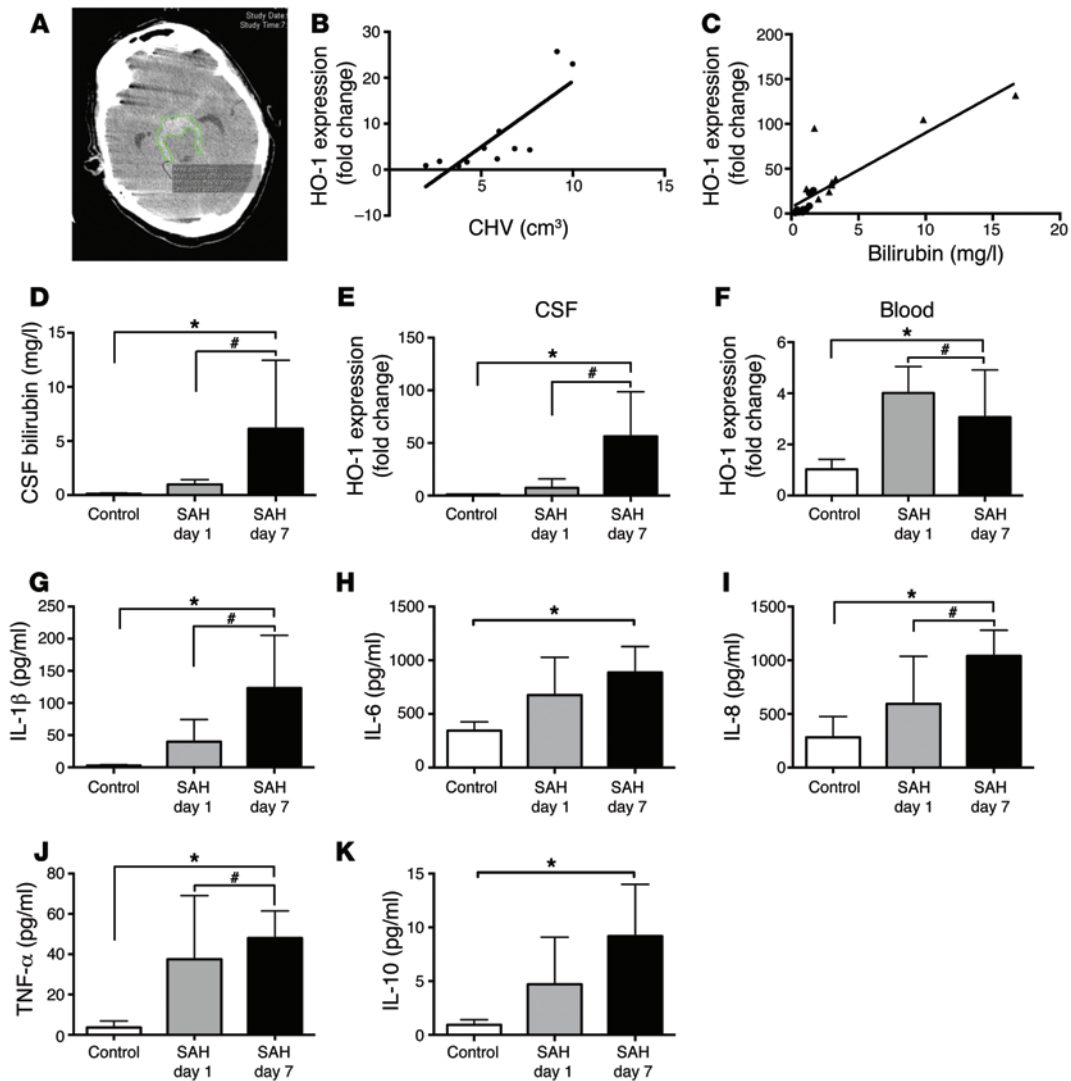 A
Study Date:
Study Time:7
B
HO-1 expression
(fold change)
30
20
10
0
–10
5
10
15
CHV (cm³)
C
HO-1 expression
(fold change)
200
150
100
50
0
0
5
10
15
20
Bilirubin (mg/l)
D
CSF bilirubin (mg/l)
15
10
5
0
*
#
Control
SAH
day 1
SAH
day 7
E
CSF
HO-1 expression
(fold change)
150
100
50
0
*
#
Control
SAH
day 1
SAH
day 7
F
Blood
HO-1 expression
(fold change)
6
4
2
0
*
#
Control
SAH
day 1
SAH
day 7
G
IL-1β (pg/ml)
250
200
150
100
50
0
*
#
Control
SAH
day 1
SAH
day 7
H
IL-6 (pg/ml)
1500
1000
500
0
*
Control
SAH
day 1
SAH
day 7
I
IL-8 (pg/ml)
1500
1000
500
0
*
#
Control
SAH
day 1
SAH
day 7
J
TNF-α (pg/ml)
80
60
40
20
0
*
#
Control
SAH
day 1
SAH
day 7
K
IL-10 (pg/ml)
15
10
5
0
*
Control
SAH
day 1
SAH
day 7